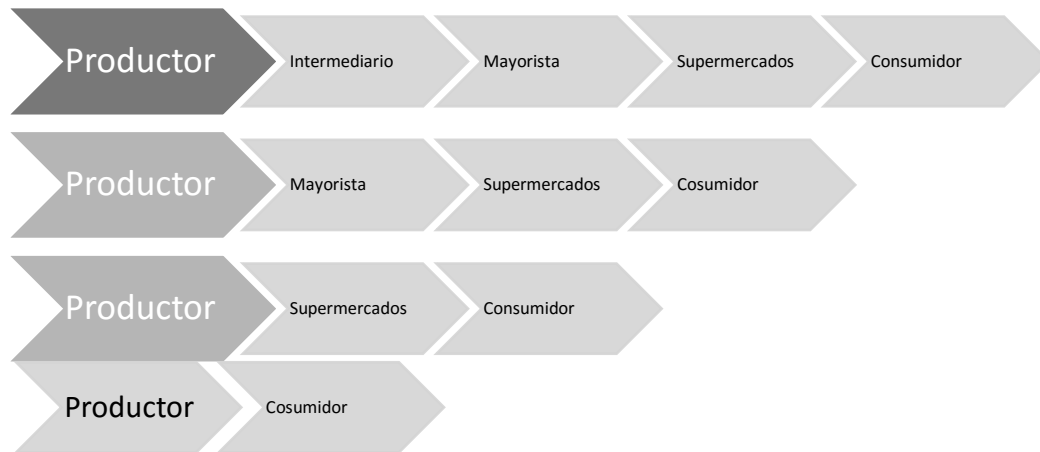 Productor Intermediario Mayorista Supermercados Consumidor
Productor Mayorista Supermercados Cosumidor
Productor Supermercados Consumidor
Productor Cosumidor